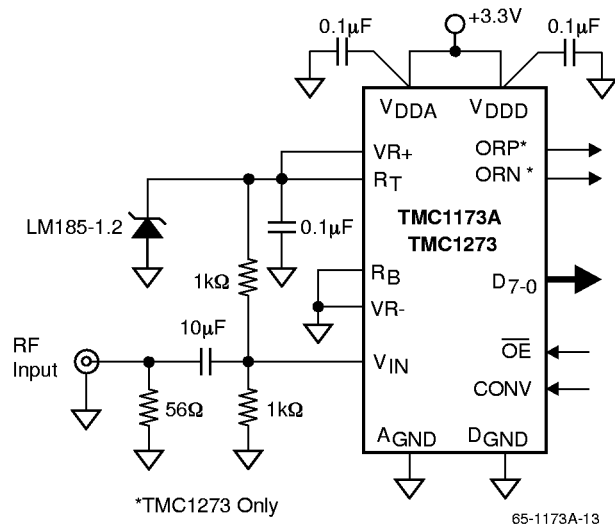 +3.3V
0.1µF
0.1µF
VDDA
VDDD
VR+
ORP*
RT
ORN *
TMC1173A
TMC1273
LM185-1.2
0.1µF
1kΩ
RB
D7-0
VR-
10µF
RF
Input
VIN
OE
CONV
56Ω
1kΩ
AGND
DGND
*TMC1273 Only
65-1173A-13